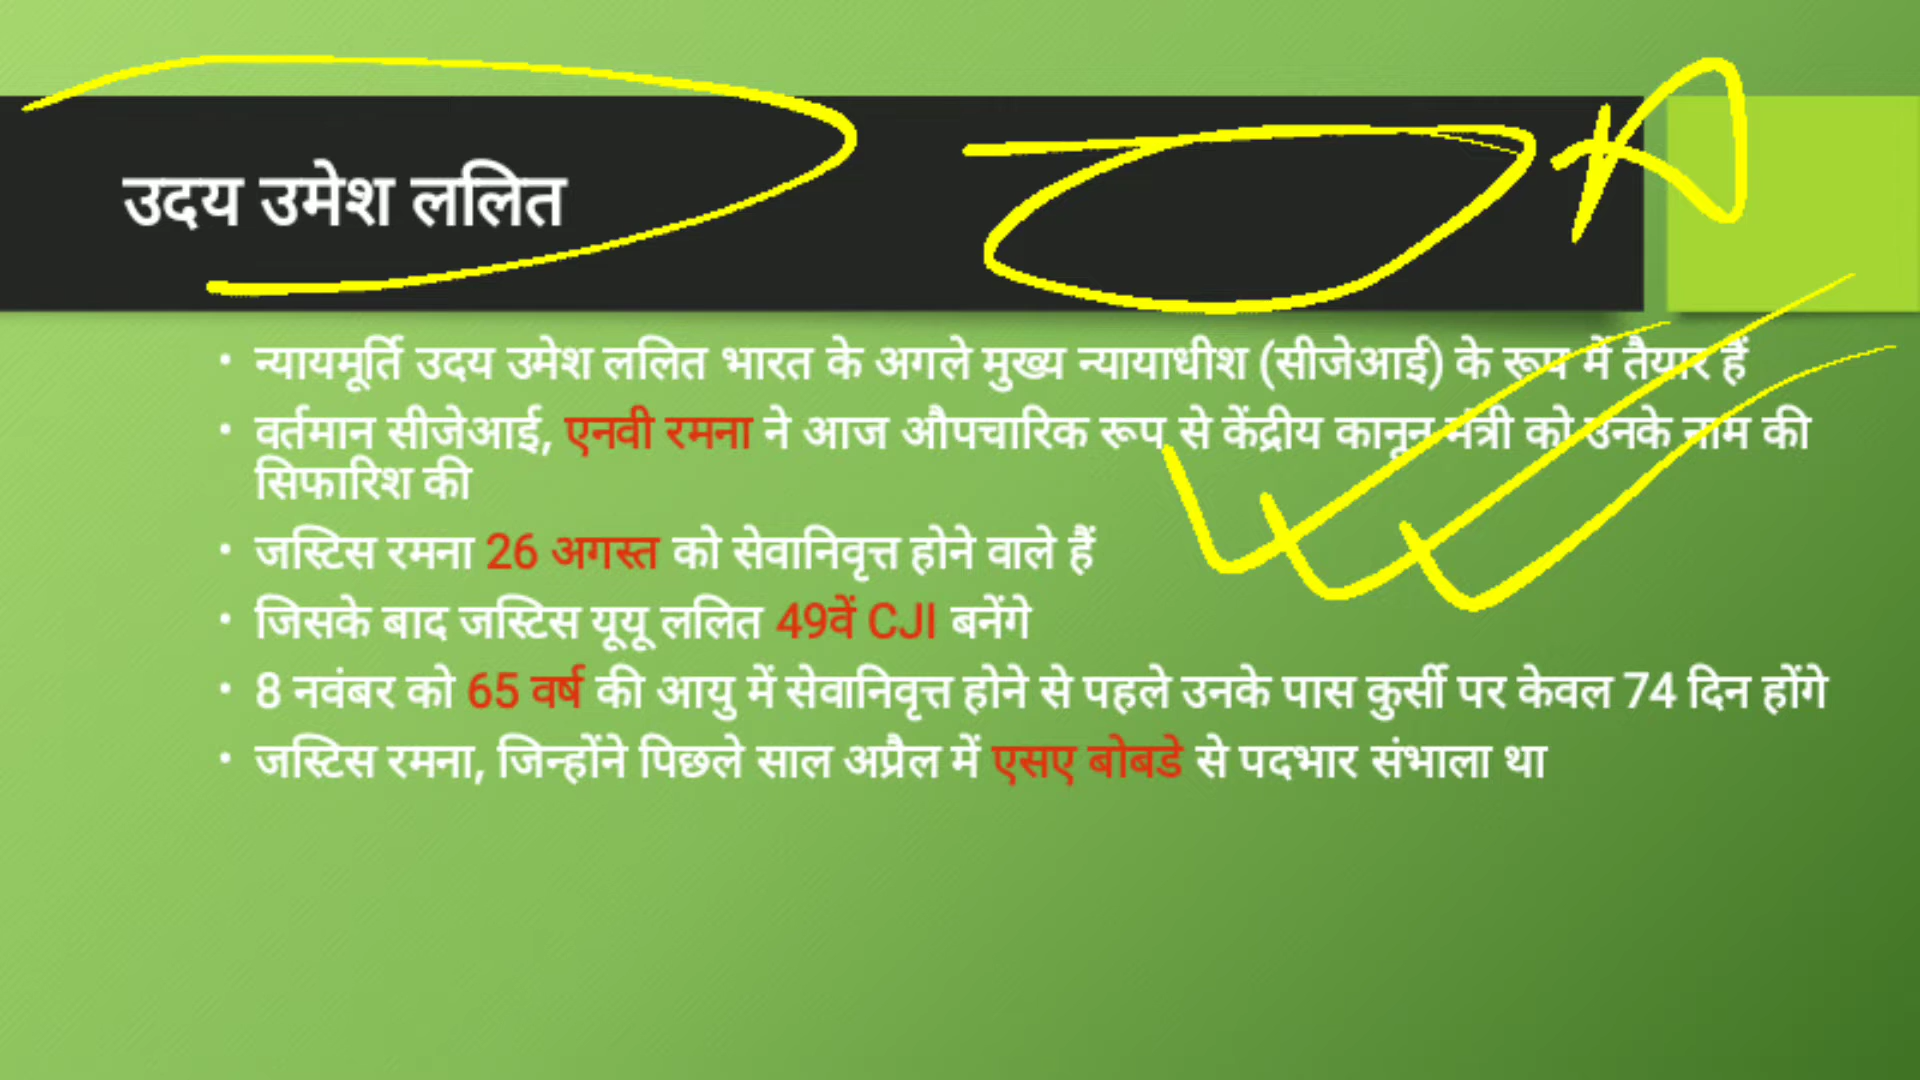 उदय उमेश ललित
• न्यायमूर्ति उदय उमेश ललित भारत के अगले मुख्य न्यायाधीश (सीजेआई) के रूप में तैयार हैं
• वर्तमान सीजेआई, एनवी रमना ने आज औपचारिक रूप से केंद्रीय कानून मंत्री को उनके नाम की
सिफारिश की
• जस्टिस रमना 26 अगस्त को सेवानिवृत्त होने वाले हैं
• जिसके बाद जस्टिस यूयू ललित 49वें CJI बनेंगे
• 8 नवंबर को 65 वर्ष की आयु में सेवानिवृत्त होने से पहले उनके पास कुर्सी पर केवल 74 दिन होंगे
• जस्टिस रमना, जिन्होंने पिछले साल अप्रैल में एसए बोबडे से पदभार संभाला था